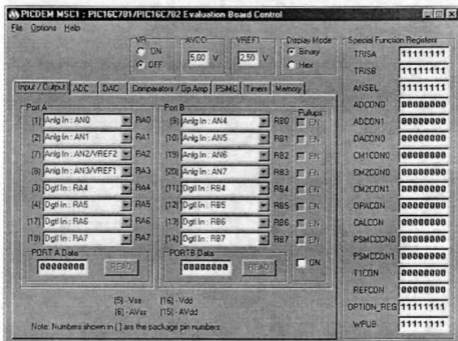 PICDEM MSC1 : PIC16C781/PIC16C782 Evaluation Board Control
File Options Help
VR
ON
OFF
AVDD
5.00 V
VREF1
2.50 V
Display Mode
Binary
Hex
Input / Output ADC DAC Comparators / Op Amp PSMC Timers Memory
Port A
(1) Anlg In : AN0 RA0
(2) Anlg In : AN1 RA1
(7) Anlg In : AN2/VREF2 RA2
(8) Anlg In : AN3/VREF1 RA3
(3) Dgtl In : RA4 RA4
(4) Dgtl In : RA5 RA5
(17) Dgtl In : RA6 RA6
(18) Dgtl In : RA7 RA7
PORT A Data
00000000 READ
Port B
Pullups
(9) Anlg In : AN4 RB0 EN
(10) Anlg In : AN5 RB1 EN
(19) Anlg In : AN6 RB2 EN
(20) Anlg In : AN7 RB3 EN
(11) Dgtl In : RB4 RB4 EN
(12) Dgtl In : RB5 RB5 EN
(13) Dgtl In : RB6 RB6 EN
(14) Dgtl In : RB7 RB7 EN
PORTB Data
00000000 READ
ON
(5) - Vss (16) - Vdd
(6) - AVss (15) - AVdd
Note: Numbers shown in ( ) are the package pin numbers
Special Function Registers
TRISA 11111111
TRISB 11111111
ANSEL 11111111
ADCON0 00000000
ADCON1 00000000
DACON0 00000000
CM1CON0 00000000
CM2CON0 00000000
CM2CON1 00000000
OPACON 00000000
CALCON 00000000
PSMCCON0 00000000
PSMCCON1 00000000
T1CON 00000000
REFCON 00000000
OPTION_REG 11111111
WPUB 11111111